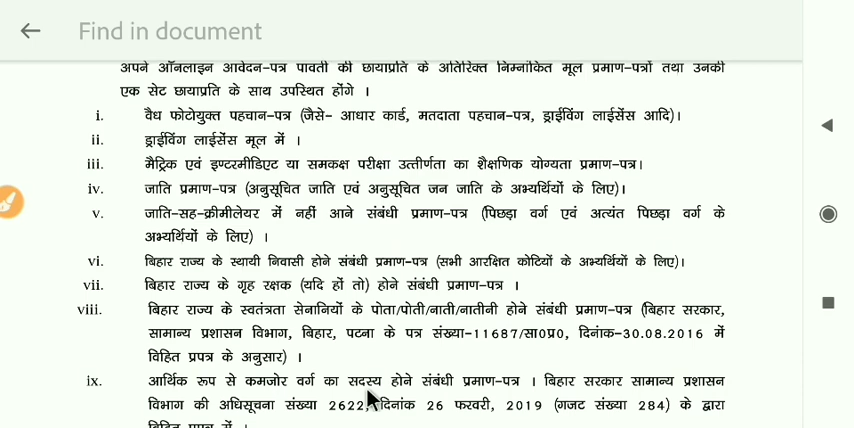 Find in document
अपने ऑनलाइन आवेदन-पत्र पावती की छायाप्रति के अतिरिक्त निम्नांकित मूल प्रमाण-पत्रों तथा उनकी
एक सेट छायाप्रति के साथ उपस्थित होंगे ।
i. वैध फोटोयुक्त पहचान-पत्र (जैसे- आधार कार्ड, मतदाता पहचान-पत्र, ड्राईविंग लाईसेंस आदि)।
ii. ड्राईविंग लाईसेंस मूल में ।
iii. मैट्रिक एवं इण्टरमीडिएट या समकक्ष परीक्षा उत्तीर्णता का शैक्षणिक योग्यता प्रमाण-पत्र।
iv. जाति प्रमाण-पत्र (अनुसूचित जाति एवं अनुसूचित जन जाति के अभ्यर्थियों के लिए)।
v. जाति-सह-क्रीमीलेयर में नहीं आने संबंधी प्रमाण-पत्र (पिछड़ा वर्ग एवं अत्यंत पिछड़ा वर्ग के
अभ्यर्थियों के लिए) ।
vi. बिहार राज्य के स्थायी निवासी होने संबंधी प्रमाण-पत्र (सभी आरक्षित कोटियों के अभ्यर्थियों के लिए)।
vii. बिहार राज्य के गृह रक्षक (यदि हों तो) होने संबंधी प्रमाण-पत्र ।
viii. बिहार राज्य के स्वतंत्रता सेनानियों के पोता/पोती/नाती/नातीनी होने संबंधी प्रमाण-पत्र (बिहार सरकार,
सामान्य प्रशासन विभाग, बिहार, पटना के पत्र संख्या-11687/सा0प्र0, दिनांक-30.08.2016 में
विहित प्रपत्र के अनुसार) ।
ix. आर्थिक रूप से कमजोर वर्ग का सदस्य होने संबंधी प्रमाण-पत्र । बिहार सरकार सामान्य प्रशासन
विभाग की अधिसूचना संख्या 2622, दिनांक 26 फरवरी, 2019 (गजट संख्या 284) के द्वारा